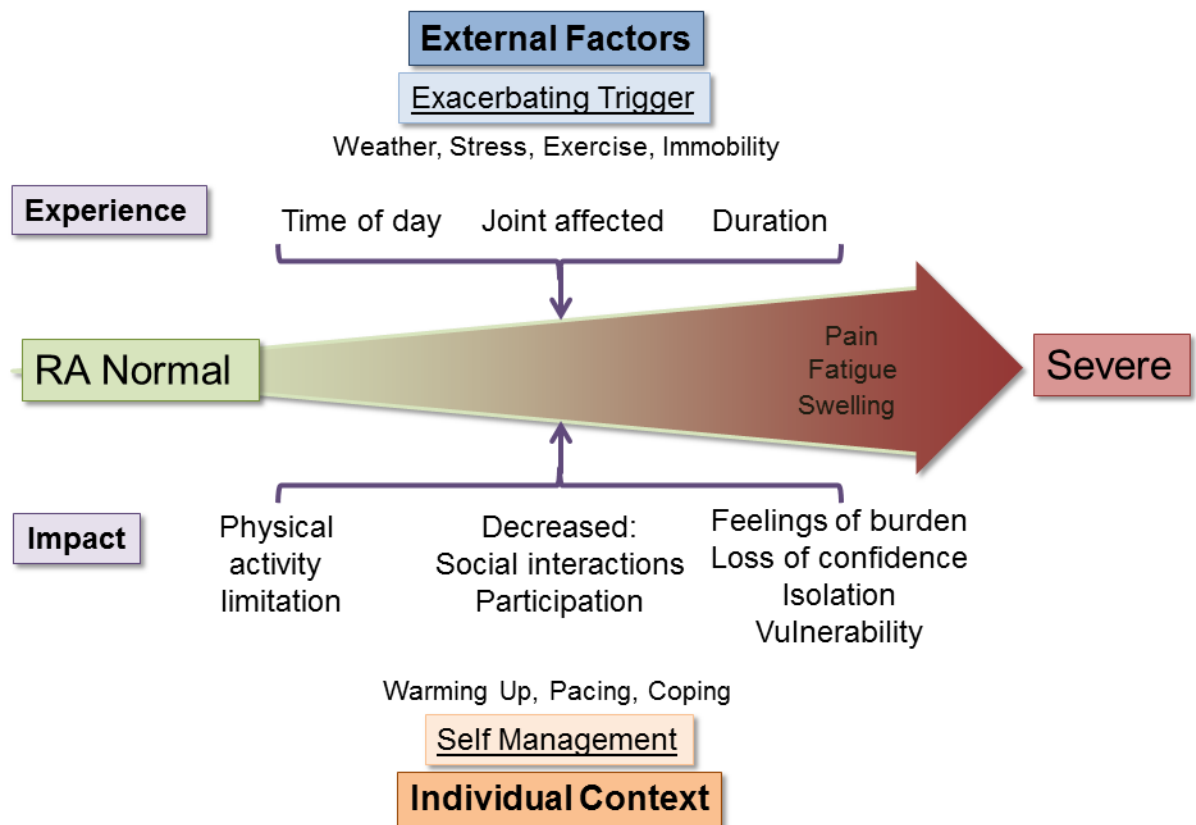 External Factors
Exacerbating Trigger
Weather, Stress, Exercise, Immobility
Experience
Time of day
Joint affected
Duration
RA Normal
Pain
Fatigue
Swelling
Severe
Impact
Physical
activity
limitation
Decreased:
Social interactions
Participation
Feelings of burden
Loss of confidence
Isolation
Vulnerability
Warming Up, Pacing, Coping
Self Management
Individual Context